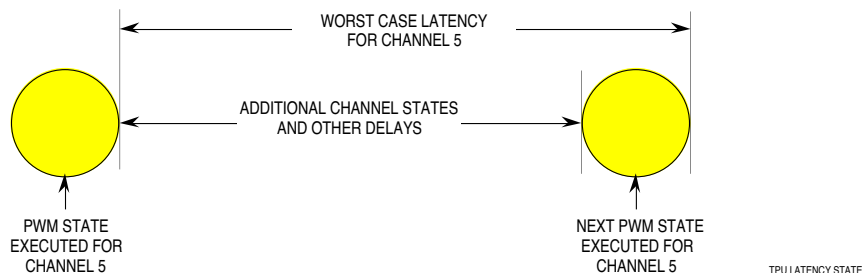 WORST CASE LATENCY
FOR CHANNEL 5
ADDITIONAL CHANNEL STATES
AND OTHER DELAYS
PWM STATE
EXECUTED FOR
CHANNEL 5
NEXT PWM STATE
EXECUTED FOR
CHANNEL 5
TPU LATENCY STATE